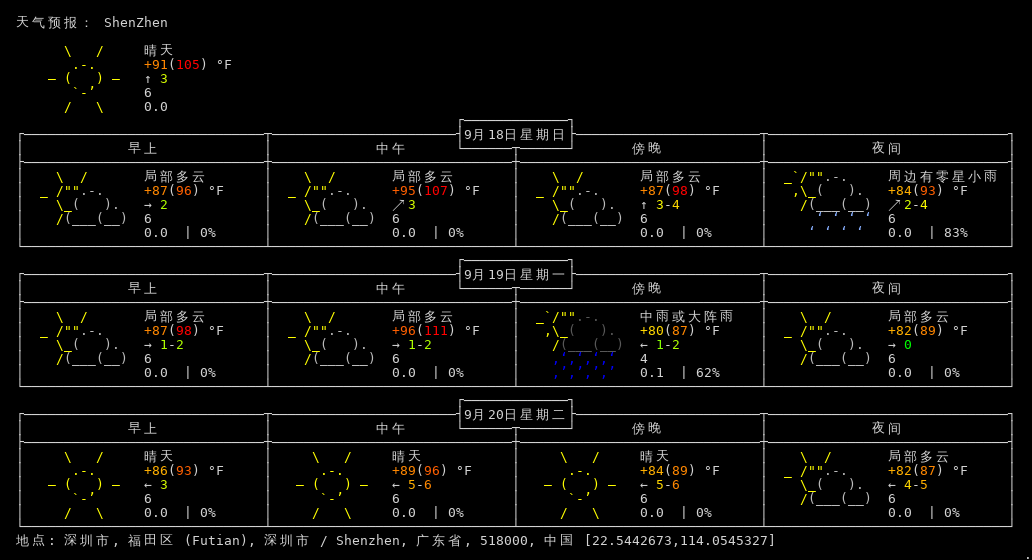 天气预报： ShenZhen
晴天
+91(105) °F
↑ 3
6
0.0
9月18日星期日
早上 中午 傍晚 夜间
局部多云 局部多云 局部多云 周边有零星小雨
+87(96) °F +95(107) °F +87(98) °F +84(93) °F
→ 2 ↗ 3 ↑ 3-4 ↗ 2-4
6 6 6 6
0.0 | 0% 0.0 | 0% 0.0 | 0% 0.0 | 83%
9月19日星期一
早上 中午 傍晚 夜间
局部多云 局部多云 中雨或大阵雨 局部多云
+87(98) °F +96(111) °F +80(87) °F +82(89) °F
→ 1-2 → 1-2 ← 1-2 → 0
6 6 4 6
0.0 | 0% 0.0 | 0% 0.1 | 62% 0.0 | 0%
9月20日星期二
早上 中午 傍晚 夜间
晴天 晴天 晴天 局部多云
+86(93) °F +89(96) °F +84(89) °F +82(87) °F
← 3 ← 5-6 ← 5-6 ← 4-5
6 6 6 6
0.0 | 0% 0.0 | 0% 0.0 | 0% 0.0 | 0%
地点: 深圳市, 福田区 (Futian), 深圳市 / Shenzhen, 广东省, 518000, 中国 [22.5442673,114.0545327]